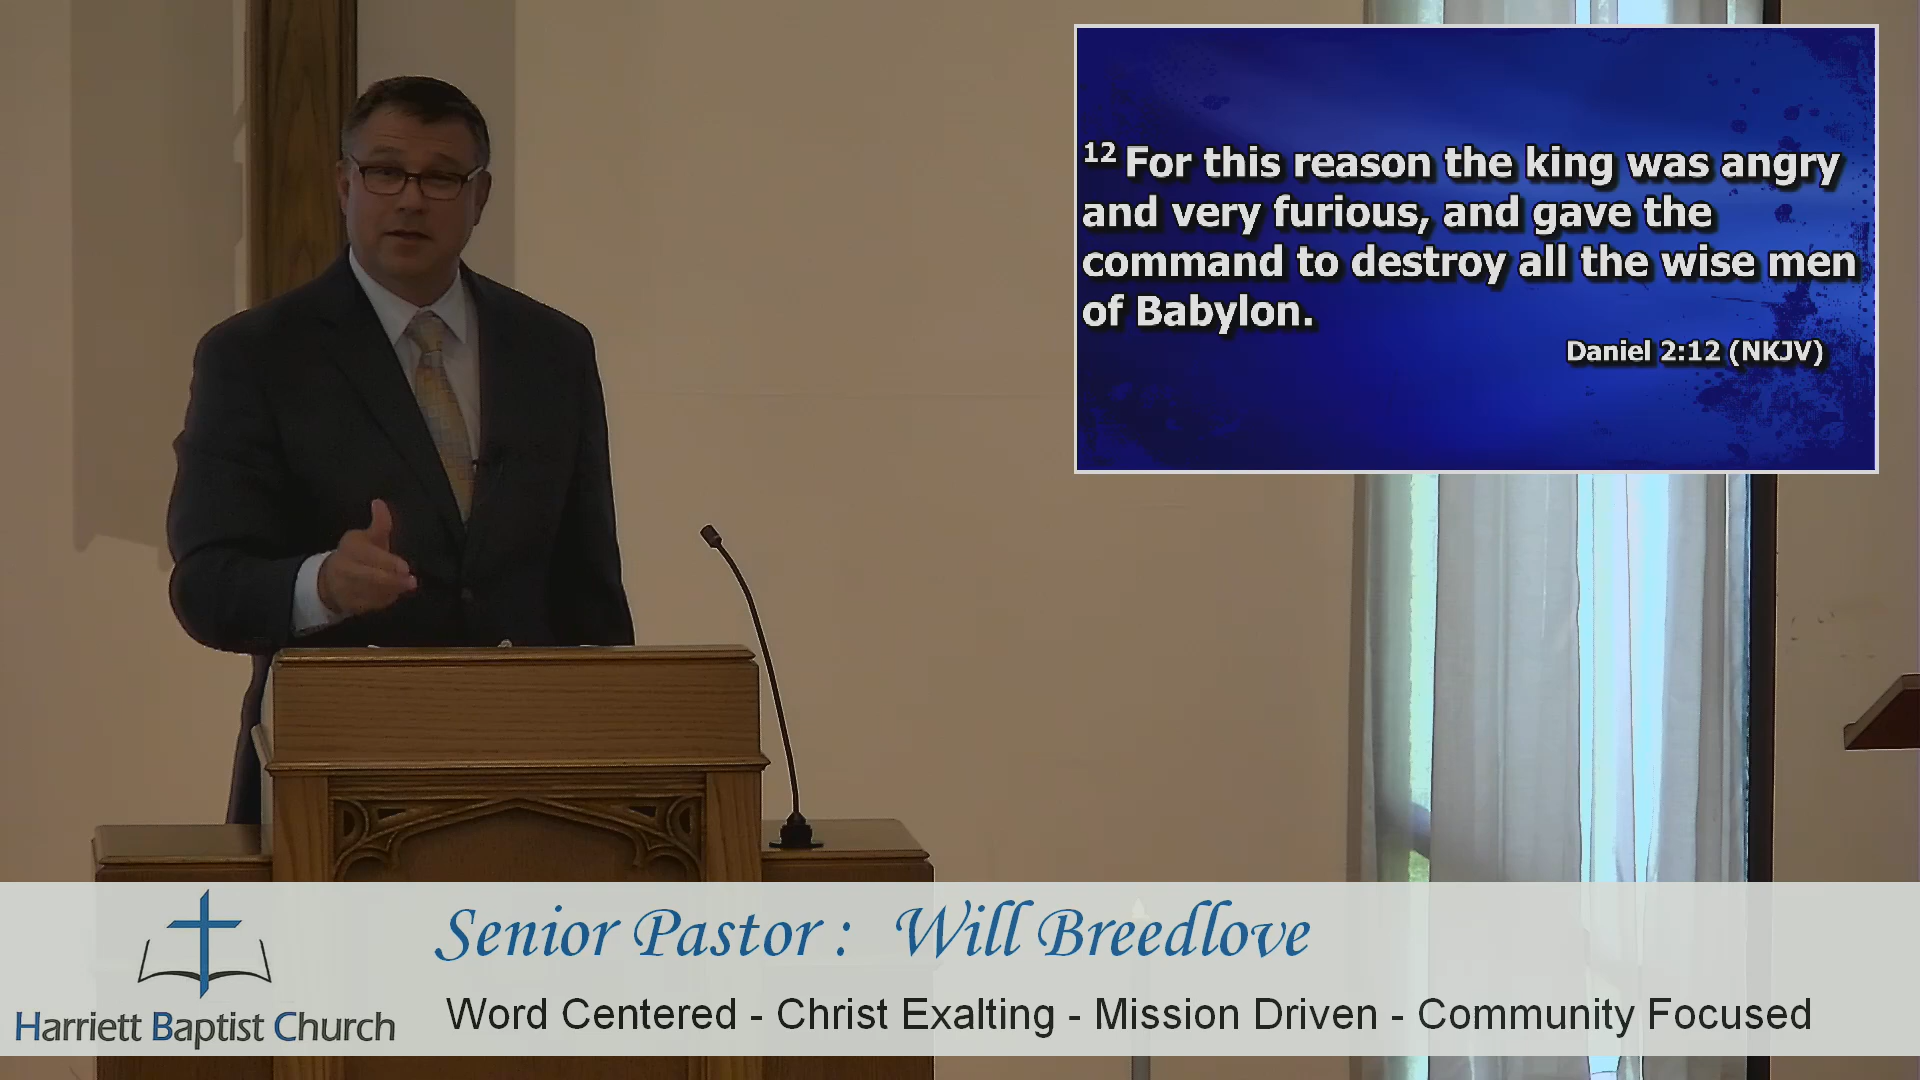 12 For this reason the king was angry
and very furious, and gave the
command to destroy all the wise men
of Babylon.
Daniel 2:12 (NKJV)
Senior Pastor : Will Breedlove
Word Centered - Christ Exalting - Mission Driven - Community Focused
Harriett Baptist Church